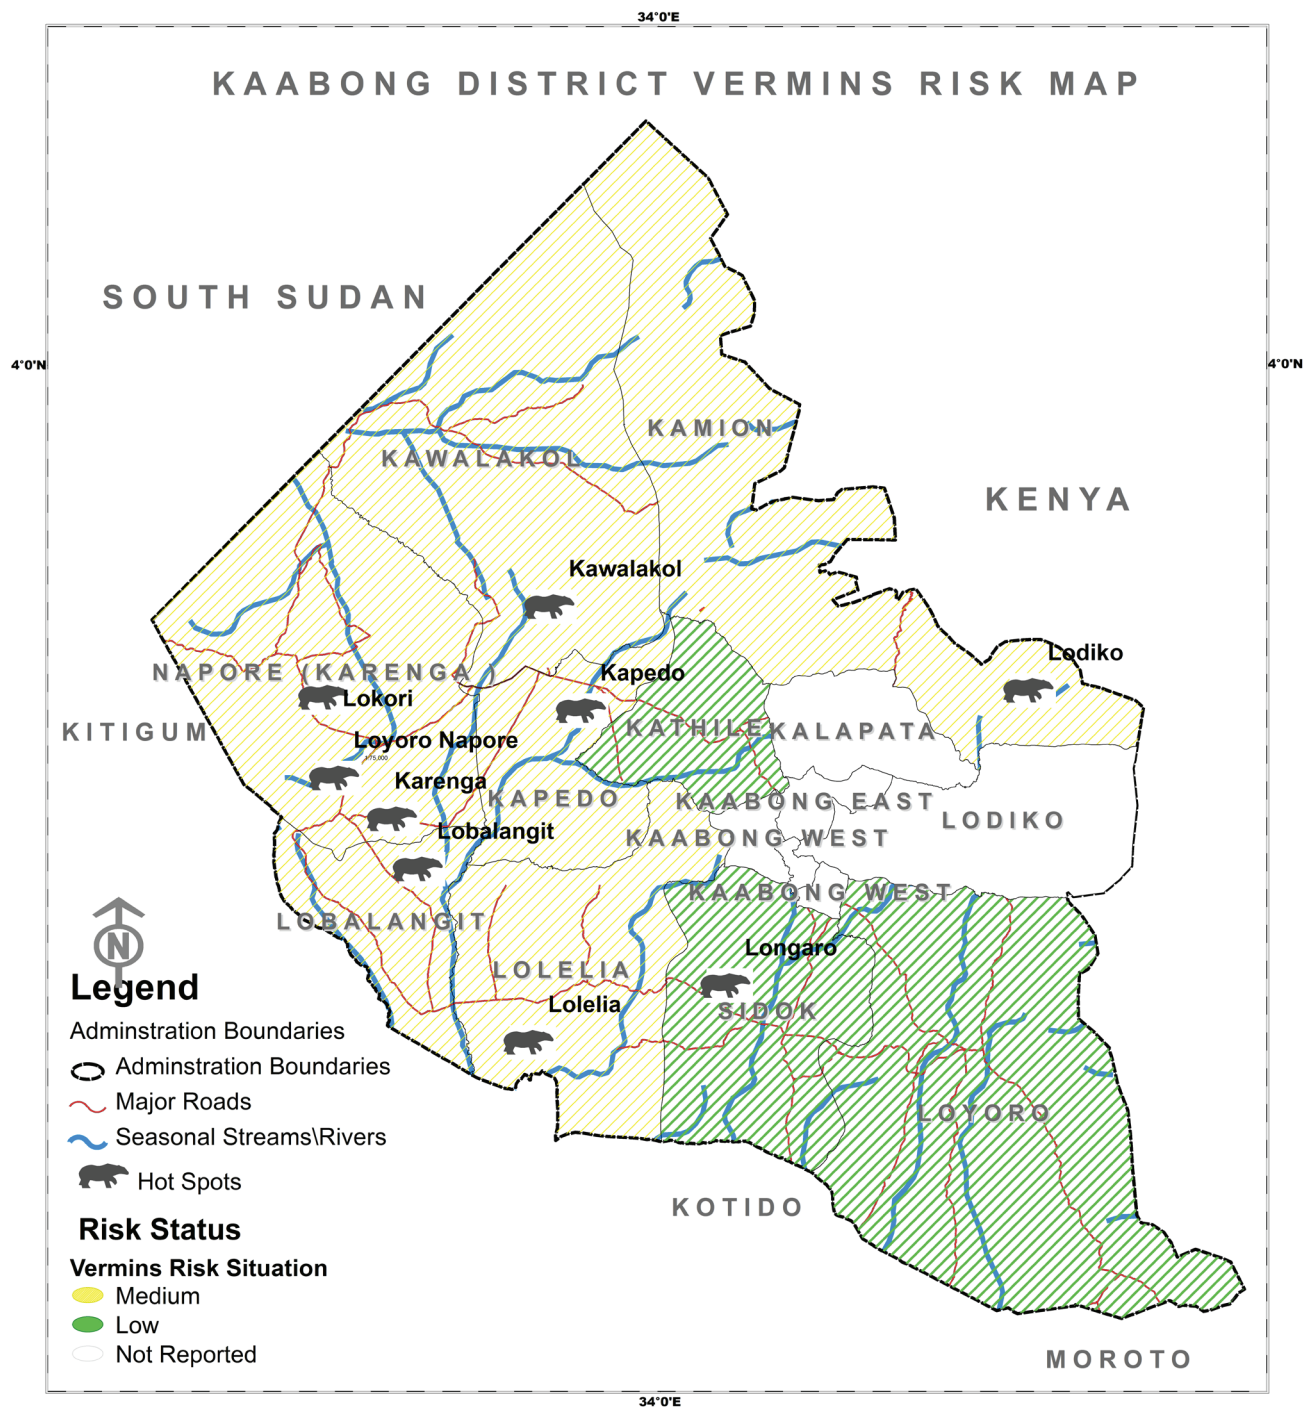 34°0'E
KAABONG DISTRICT VERMINS RISK MAP
SOUTH SUDAN
4°0'N
4°0'N
KAMION
KAWALAKOL
KENYA
Kawalakol
Lodiko
NAPORE (KARENGA )
Kapedo
Lokori
KITIGUM
KATHILE
KALAPATA
Loyoro Napore
1:75,000
Karenga
KAPEDO
KAABONG EAST
LODIKO
Lobalangit
KAABONG WEST
KAABONG WEST
LOBALANGIT
Longaro
N
LOLELIA
Lolelia
SIDOK
Legend
Adminstration Boundaries
Adminstration Boundaries
Major Roads
LOYORO
Seasonal Streams\Rivers
Hot Spots
KOTIDO
Risk Status
Vermins Risk Situation
Medium
Low
Not Reported
MOROTO
34°0'E